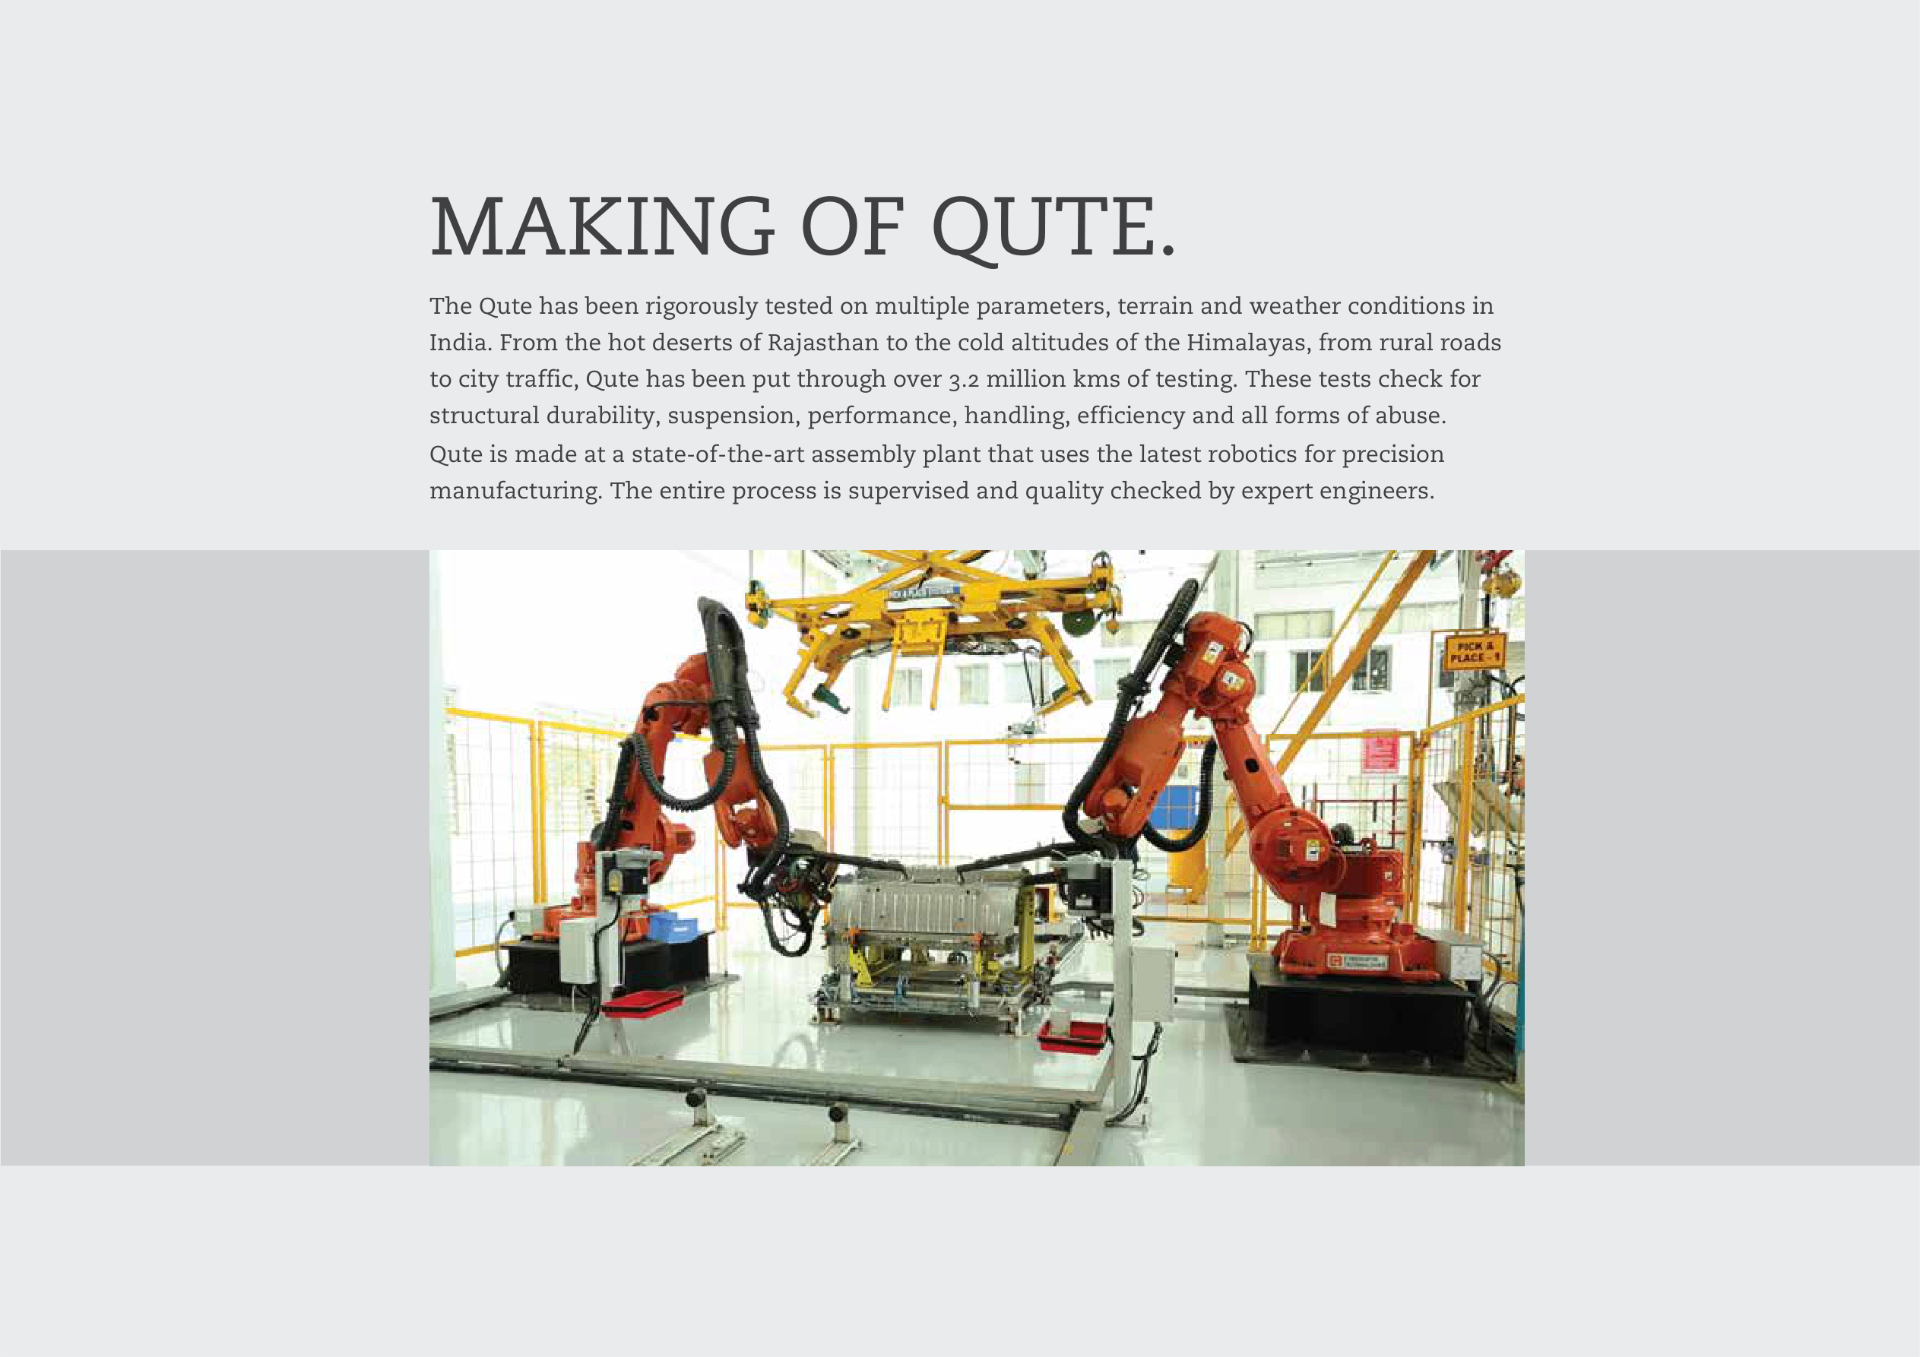 MAKING OF QUTE.
The Qute has been rigorously tested on multiple parameters, terrain and weather conditions in
India. From the hot deserts of Rajasthan to the cold altitudes of the Himalayas, from rural roads
to city traffic, Qute has been put through over 3.2 million kms of testing. These tests check for
structural durability, suspension, performance, handling, efficiency and all forms of abuse.
Qute is made at a state-of-the-art assembly plant that uses the latest robotics for precision
manufacturing. The entire process is supervised and quality checked by expert engineers.
PICK &
PLACE - 1